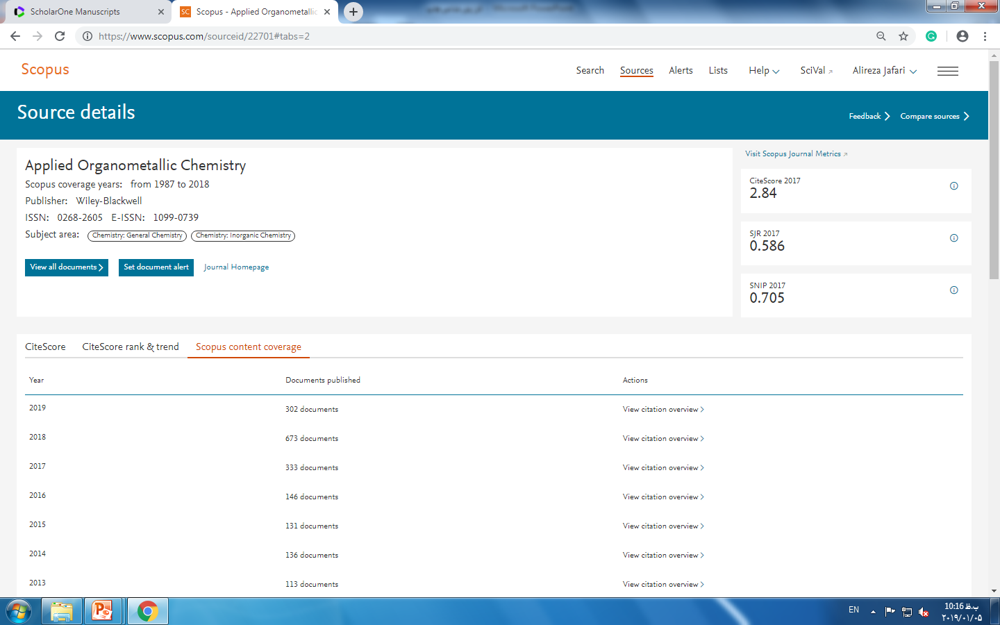 ScholarOne Manuscripts
Scopus - Applied Organometallic
https://www.scopus.com/sourceid/22701#tabs=2
Scopus
Search Sources Alerts Lists Help SciVal Alireza Jafari
Source details
Feedback Compare sources
Applied Organometallic Chemistry
Scopus coverage years: from 1987 to 2018
Publisher: Wiley-Blackwell
ISSN: 0268-2605 E-ISSN: 1099-0739
Subject area: Chemistry: General Chemistry Chemistry: Inorganic Chemistry
View all documents Set document alert Journal Homepage
Visit Scopus Journal Metrics
CiteScore 2017
2.84
SJR 2017
0.586
SNIP 2017
0.705
CiteScore CiteScore rank & trend Scopus content coverage
Year Documents published Actions
2019 302 documents View citation overview
2018 673 documents View citation overview
2017 333 documents View citation overview
2016 146 documents View citation overview
2015 131 documents View citation overview
2014 136 documents View citation overview
2013 113 documents View citation overview
EN
10:16 ب.ظ
۲۰۱۹/۰۱/۰۵